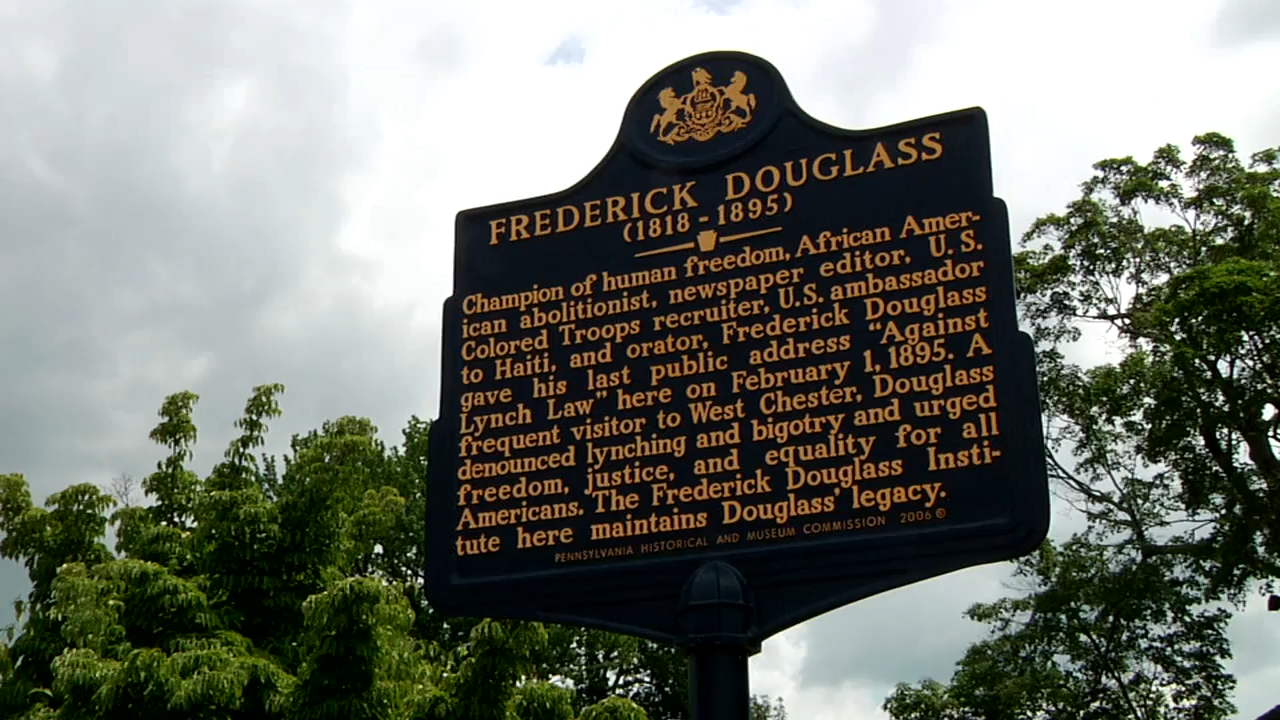 FREDERICK DOUGLASS
(1818 - 1895)
Champion of human freedom, African Amer-
ican abolitionist, newspaper editor, U. S.
Colored Troops recruiter, U.S. ambassador
to Haiti, and orator, Frederick Douglass
gave his last public address “Against
Lynch Law” here on February 1, 1895. A
frequent visitor to West Chester, Douglass
denounced lynching and bigotry and urged
freedom, justice, and equality for all
Americans. The Frederick Douglass Insti-
tute here maintains Douglass’ legacy.
PENNSYLVANIA HISTORICAL AND MUSEUM COMMISSION 2006 ©